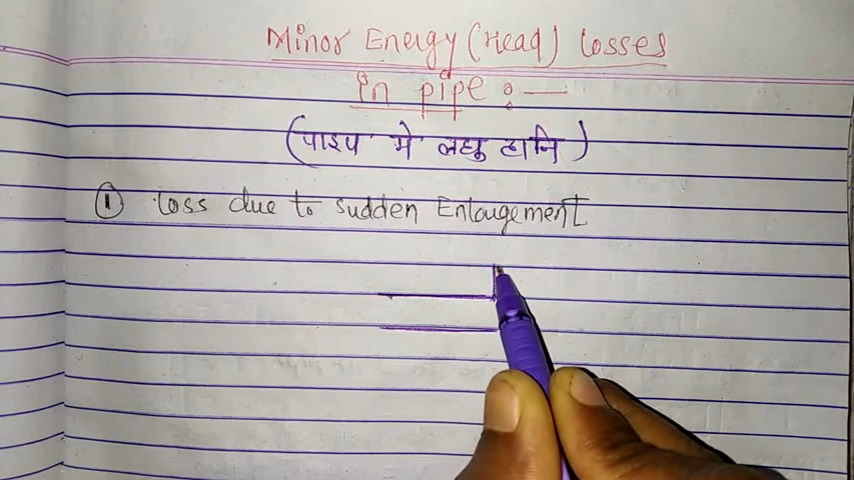 Minor Energy (Head) losses
in pipe :—
(पाइप में लघु हानि)
① loss due to sudden Enlargement